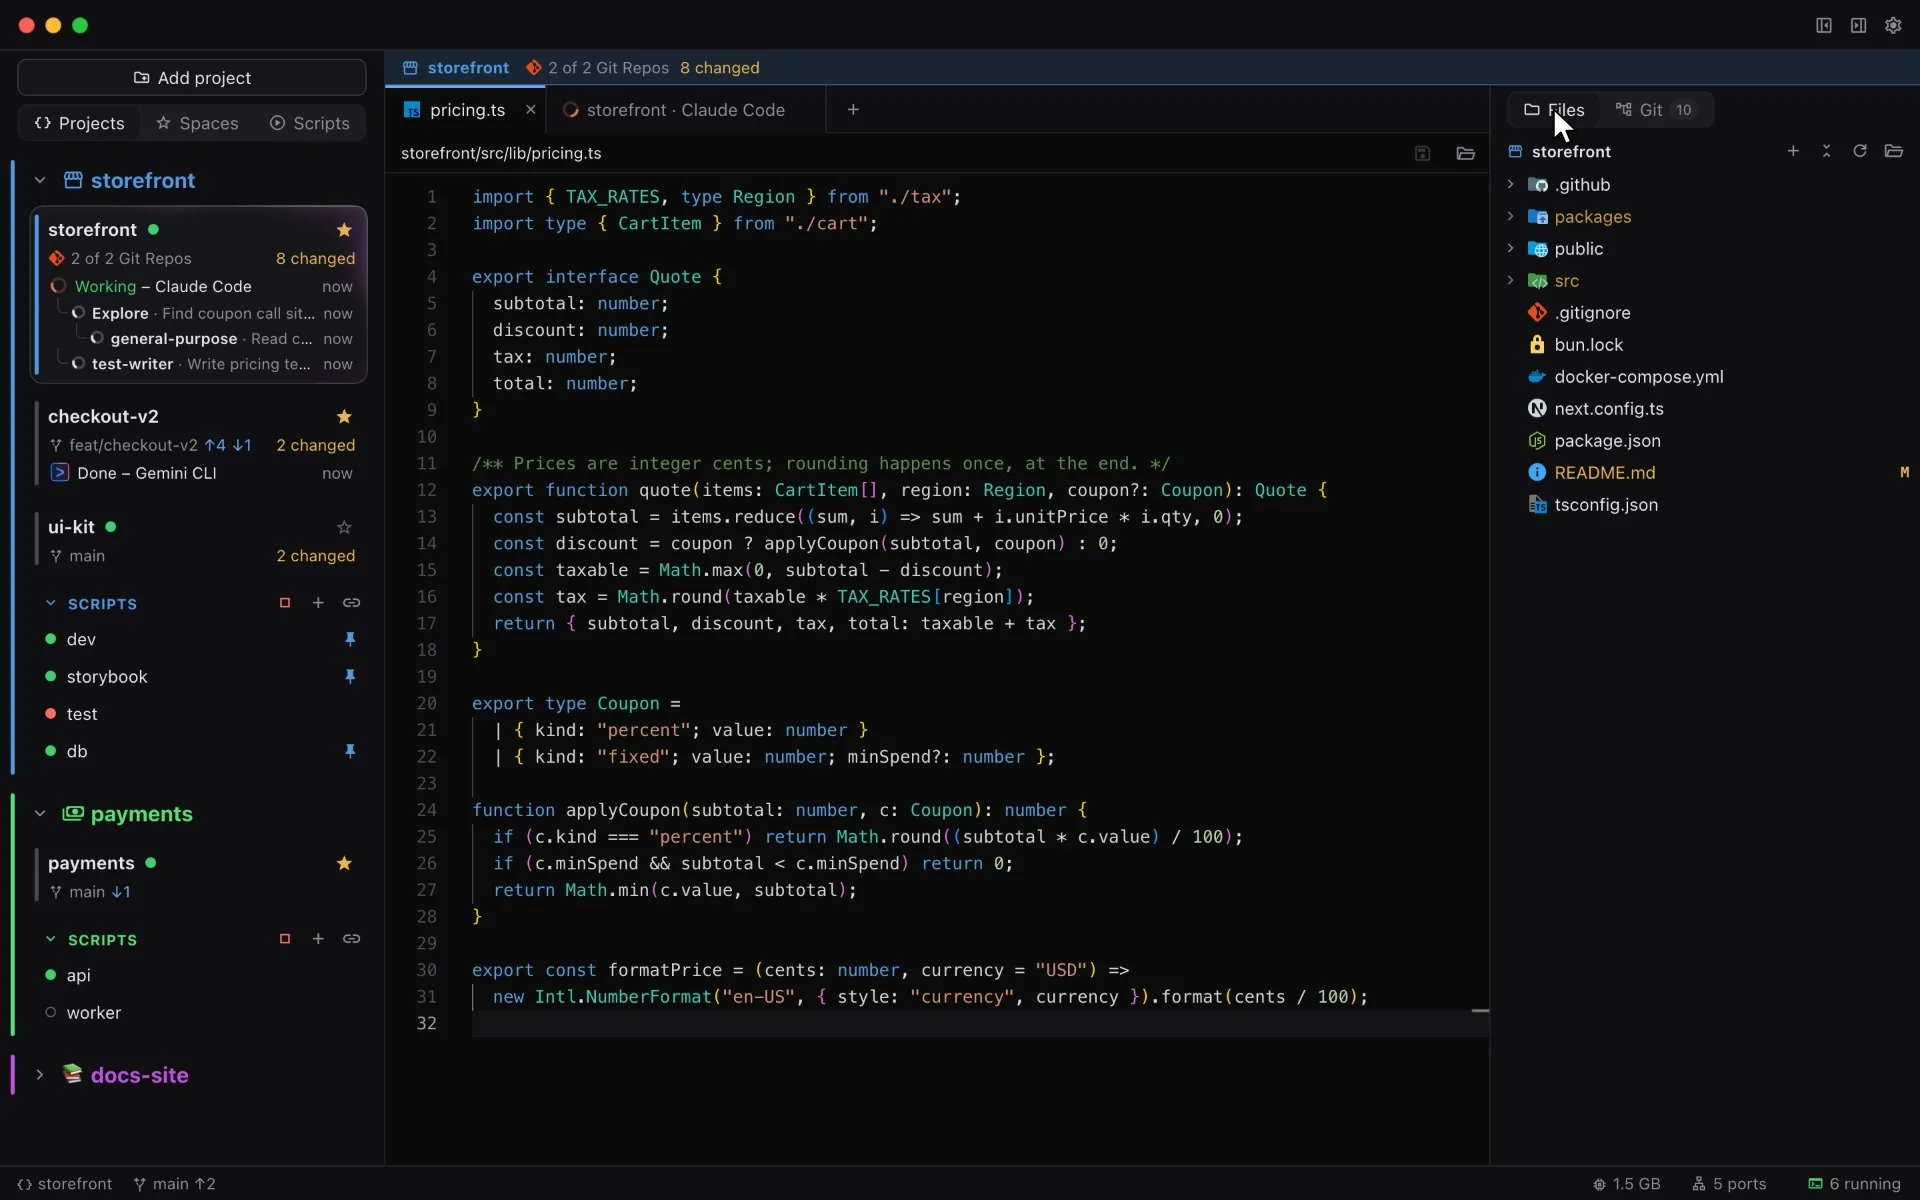 Add project
Projects
Spaces
Scripts
storefront
storefront
2 of 2 Git Repos
8 changed
Working – Claude Code
now
Explore · Find coupon call sit...
now
general-purpose · Read c...
now
test-writer · Write pricing te...
now
checkout-v2
feat/checkout-v2 ↑4 ↓1
2 changed
Done – Gemini CLI
now
ui-kit
main
2 changed
SCRIPTS
dev
storybook
test
db
payments
payments
main ↓1
SCRIPTS
api
worker
docs-site
storefront
2 of 2 Git Repos
8 changed
pricing.ts
storefront · Claude Code
storefront/src/lib/pricing.ts
1 import { TAX_RATES, type Region } from "./tax";
2 import type { CartItem } from "./cart";
3
4 export interface Quote {
5 subtotal: number;
6 discount: number;
7 tax: number;
8 total: number;
9 }
10
11 /** Prices are integer cents; rounding happens once, at the end. */
12 export function quote(items: CartItem[], region: Region, coupon?: Coupon): Quote {
13 const subtotal = items.reduce((sum, i) => sum + i.unitPrice * i.qty, 0);
14 const discount = coupon ? applyCoupon(subtotal, coupon) : 0;
15 const taxable = Math.max(0, subtotal - discount);
16 const tax = Math.round(taxable * TAX_RATES[region]);
17 return { subtotal, discount, tax, total: taxable + tax };
18 }
19
20 export type Coupon =
21 | { kind: "percent"; value: number }
22 | { kind: "fixed"; value: number; minSpend?: number };
23
24 function applyCoupon(subtotal: number, c: Coupon): number {
25 if (c.kind === "percent") return Math.round((subtotal * c.value) / 100);
26 if (c.minSpend && subtotal < c.minSpend) return 0;
27 return Math.min(c.value, subtotal);
28 }
29
30 export const formatPrice = (cents: number, currency = "USD") =>
31 new Intl.NumberFormat("en-US", { style: "currency", currency }).format(cents / 100);
32
Files
Git 10
storefront
.github
packages
public
src
.gitignore
bun.lock
docker-compose.yml
next.config.ts
package.json
README.md
M
tsconfig.json
storefront
main ↑2
1.5 GB
5 ports
6 running